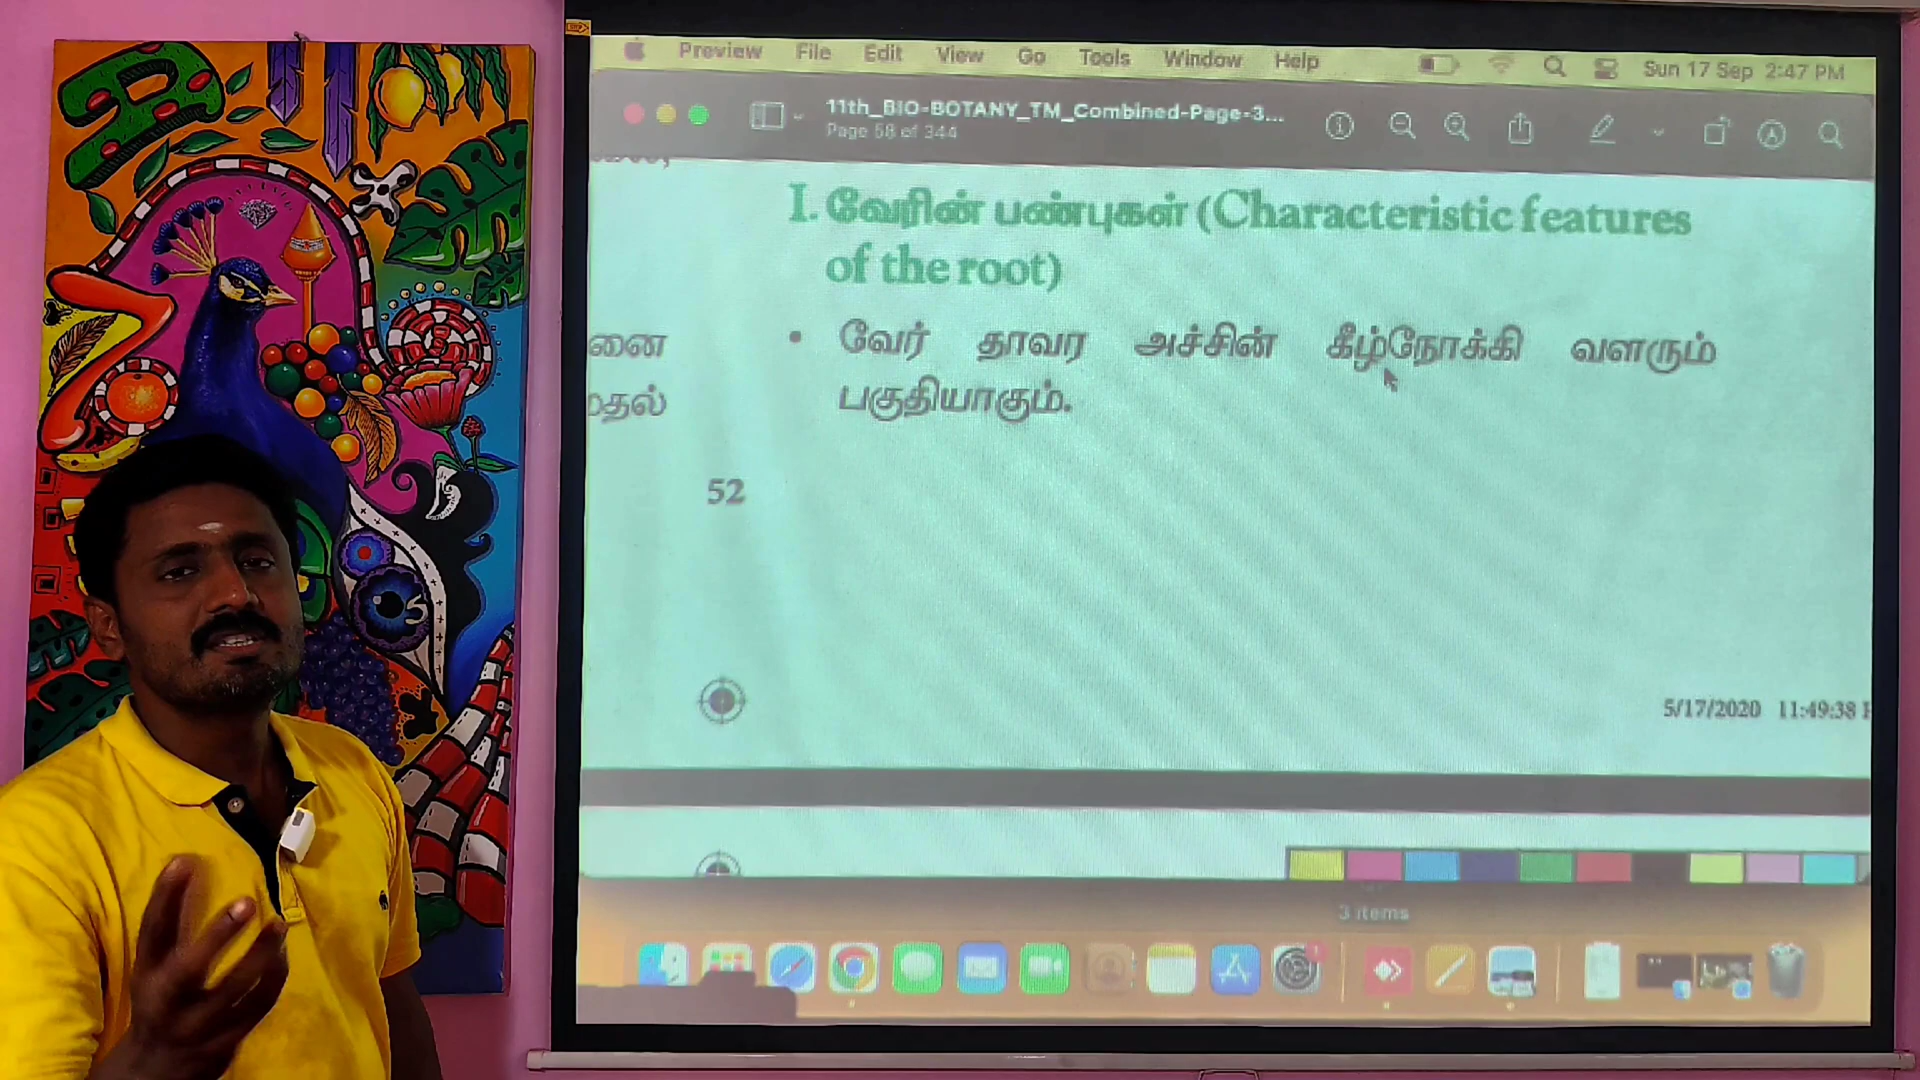 Preview File Edit View Go Tools Window Help Sun 17 Sep 2:47 PM
11th_BIO-BOTANY_TM_Combined-Page-3...
Page 58 of 344
I. வேரின் பண்புகள் (Characteristic features
of the root)
னை
• வேர் தாவர அச்சின் கீழ்நோக்கி வளரும்
பகுதியாகும்.
52
5/17/2020 11:49:38
3 items